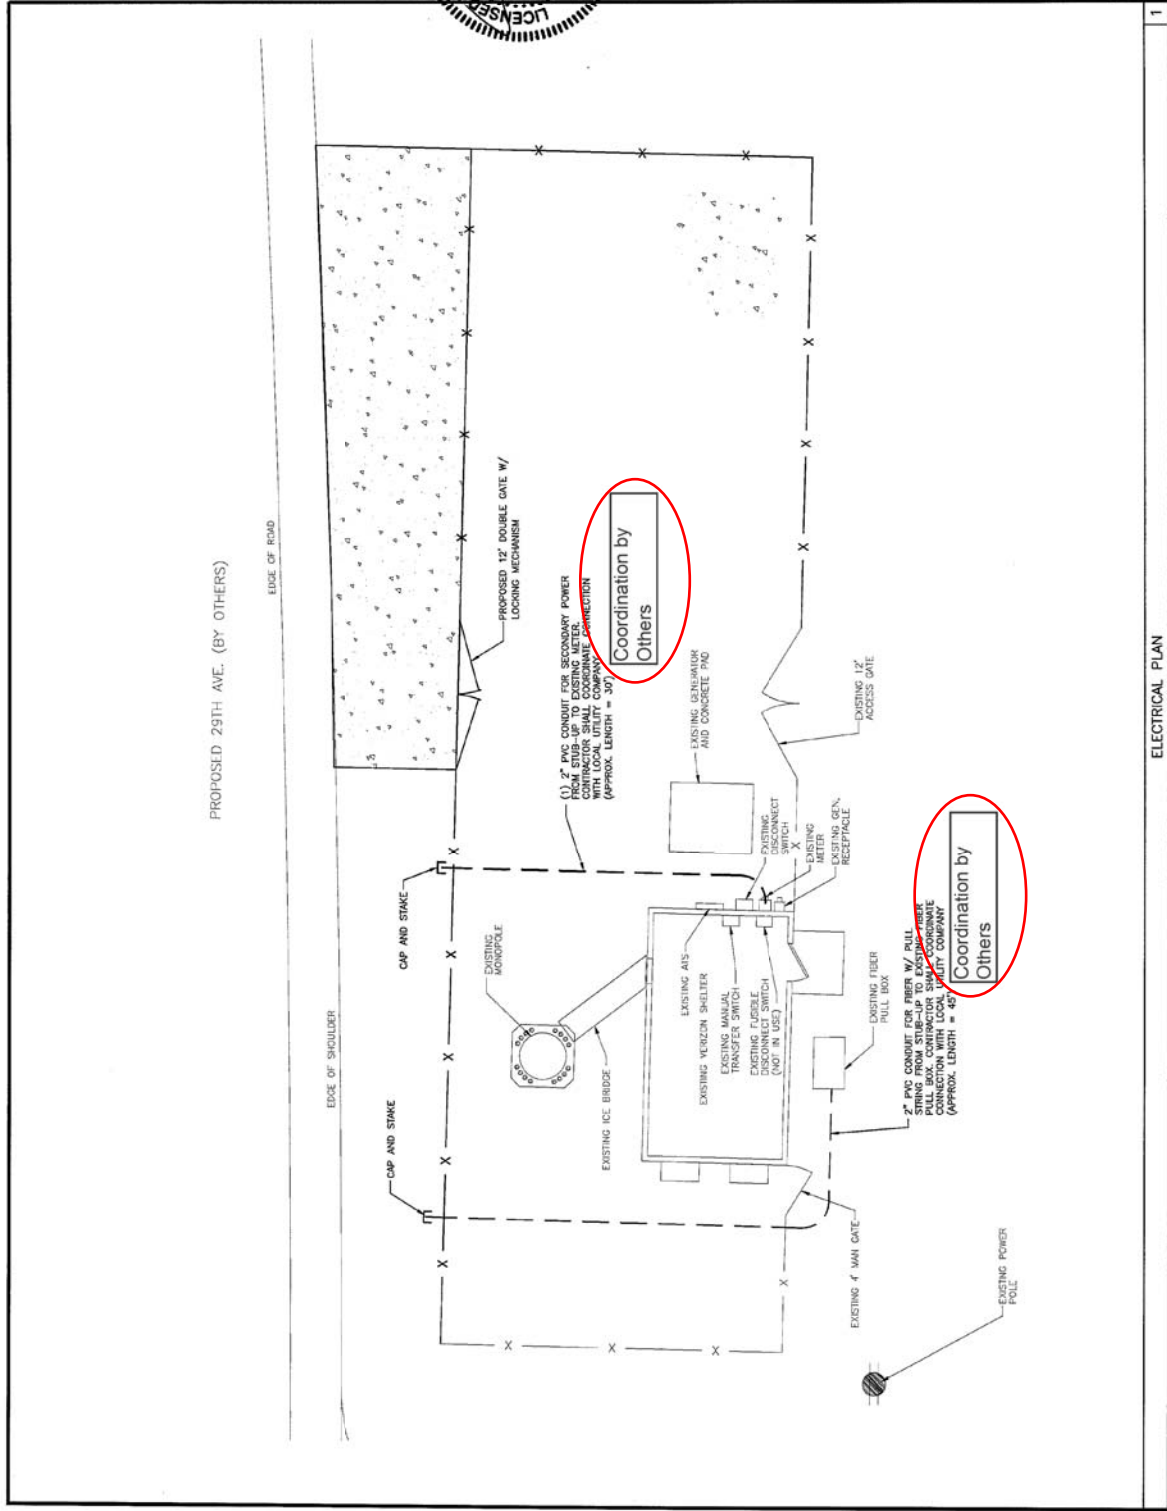 LICENSED
PROPOSED 29TH AVE. (BY OTHERS)
EDGE OF ROAD
EDGE OF SHOULDER
PROPOSED 12' DOUBLE GATE W/
LOCKING MECHANISM
(1) 2" PVC CONDUIT FOR SECONDARY POWER
FROM STUB-UP TO EXISTING METER.
CONTRACTOR SHALL COORDINATE CONNECTION
WITH LOCAL UTILITY COMPANY
(APPROX. LENGTH = 30')
Coordination by
Others
CAP AND STAKE
CAP AND STAKE
EXISTING
MONOPOLE
EXISTING ICE BRIDGE
EXISTING ATS
EXISTING VERIZON SHELTER
EXISTING MANUAL
TRANSFER SWITCH
EXISTING FUSIBLE
DISCONNECT SWITCH
(NOT IN USE)
EXISTING GENERATOR
AND CONCRETE PAD
EXISTING
DISCONNECT
SWITCH
EXISTING
METER
EXISTING GEN.
RECEPTACLE
EXISTING 12'
ACCESS GATE
EXISTING FIBER
PULL BOX
2" PVC CONDUIT FOR FIBER W/ PULL
STRING FROM STUB-UP TO EXISTING FIBER
PULL BOX. CONTRACTOR SHALL COORDINATE
CONNECTION WITH LOCAL UTILITY COMPANY
(APPROX. LENGTH = 45')
Coordination by
Others
EXISTING 4' MAN GATE
EXISTING POWER
POLE
ELECTRICAL PLAN
1